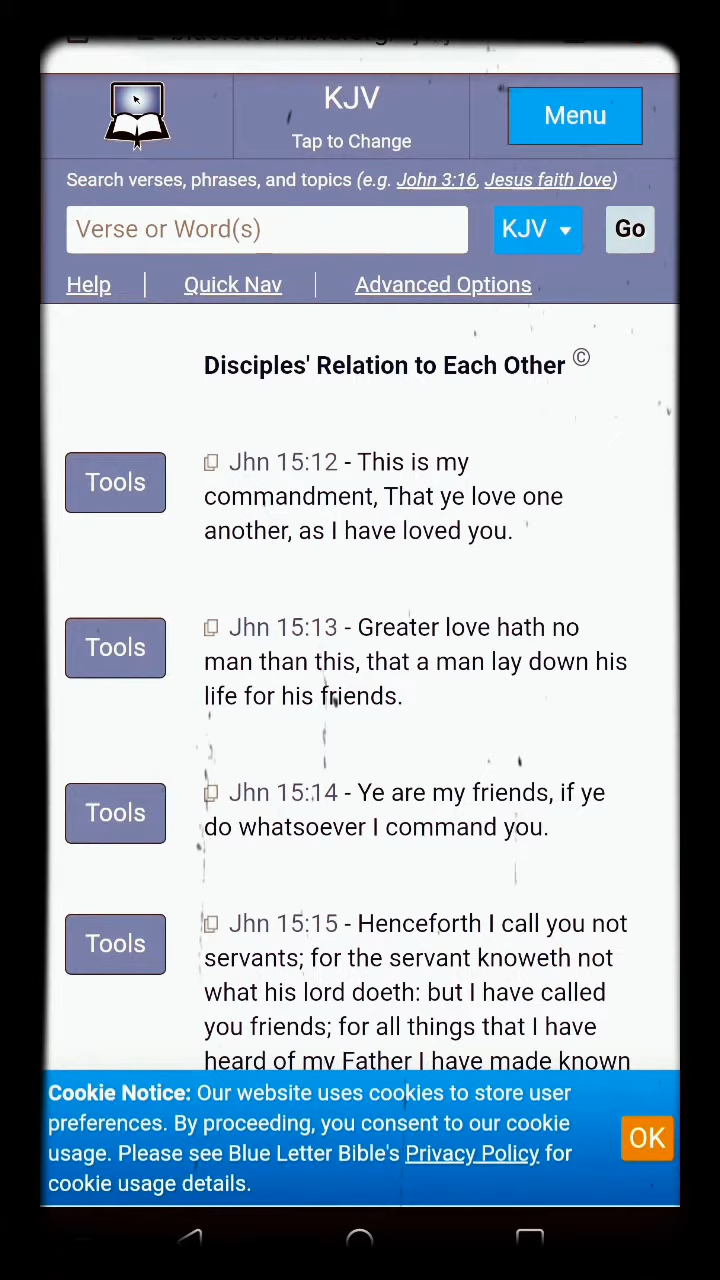 KJV
Tap to Change
Menu
Search verses, phrases, and topics (e.g. John 3:16, Jesus faith love)
Verse or Word(s)
KJV
Go
Help
Quick Nav
Advanced Options
Disciples' Relation to Each Other ©
Tools
Jhn 15:12 - This is my
commandment, That ye love one
another, as I have loved you.
Tools
Jhn 15:13 - Greater love hath no
man than this, that a man lay down his
life for his friends.
Tools
Jhn 15:14 - Ye are my friends, if ye
do whatsoever I command you.
Tools
Jhn 15:15 - Henceforth I call you not
servants; for the servant knoweth not
what his lord doeth: but I have called
you friends; for all things that I have
heard of my Father I have made known
Cookie Notice: Our website uses cookies to store user
preferences. By proceeding, you consent to our cookie
usage. Please see Blue Letter Bible's Privacy Policy for
cookie usage details.
OK